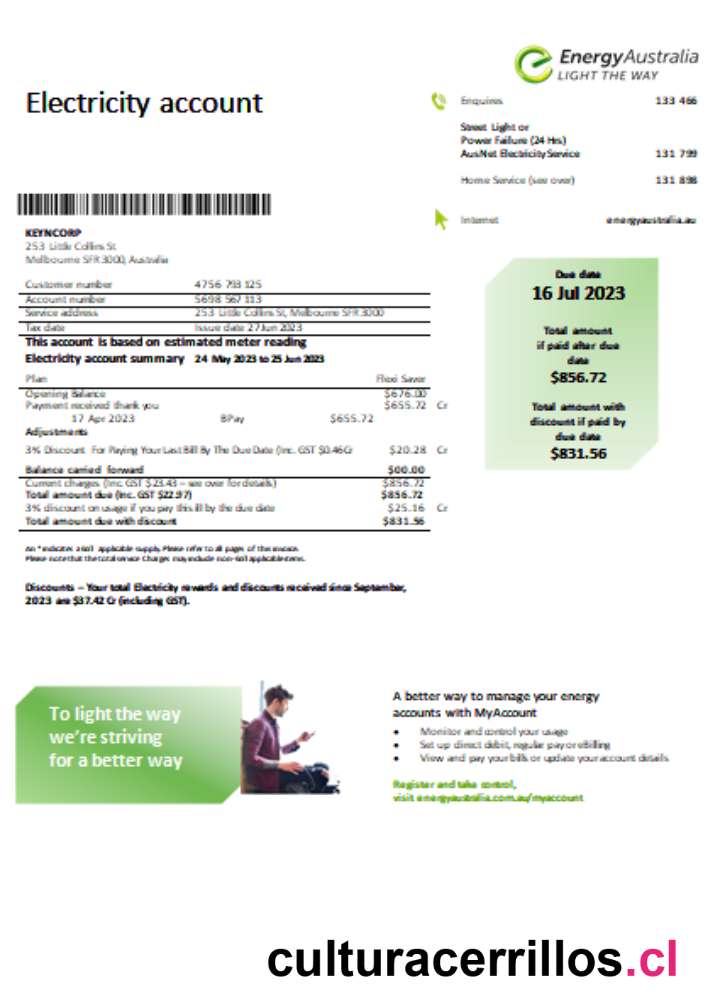 EnergyAustralia
LIGHT THE WAY
Electricity account
Enquires 133 466
Street Light or
Power Failure (24 Hrs)
AusNet Electricity Service 131 799
Home Service (see over) 131 898
Internet energyaustralia.au
KEYNCORP
253 Little Collins St
Melbourne SFR 3000, Australia
Customer number 4756 793 125
Account number 5698 567 113
Service address 253 Little Collins St, Melbourne SFR 3000
Tax date Issue date 27 Jun 2023
This account is based on estimated meter reading
Electricity account summary 24 May 2023 to 25 Jun 2023
Plan Flexi Saver
Opening Balance $676.00
Payment received thank you $655.72 Cr
17 Apr 2023 BPay $655.72
Adjustments
3% Discount For Paying Your Last Bill By The Due Date (Inc. GST $0.46Cr $20.28 Cr
Balance carried forward $00.00
Current charges (Inc. GST $23.43 – see over for details) $856.72
Total amount due (Inc. GST $22.97) $856.72
3% discount on usage if you pay this ill by the due date $25.16 Cr
Total amount due with discount $831.56
Due date
16 Jul 2023
Total amount
if paid after due
date
$856.72
Total amount with
discount if paid by
due date
$831.56
An * indicates a applicable supply. Please refer to all pages of this invoice.
Please note that the total service Charges may include non- applicable items.
Discounts – Your total Electricity rewards and discounts received since September,
2023 are $37.42 Cr (including GST).
To light the way
we're striving
for a better way
A better way to manage your energy
accounts with MyAccount
• Monitor and control your usage
• Set up direct debit, regular pay or eBilling
• View and pay your bills or update your account details
Register and take control,
visit energyaustralia.com.au/myaccount
culturacerrillos.cl